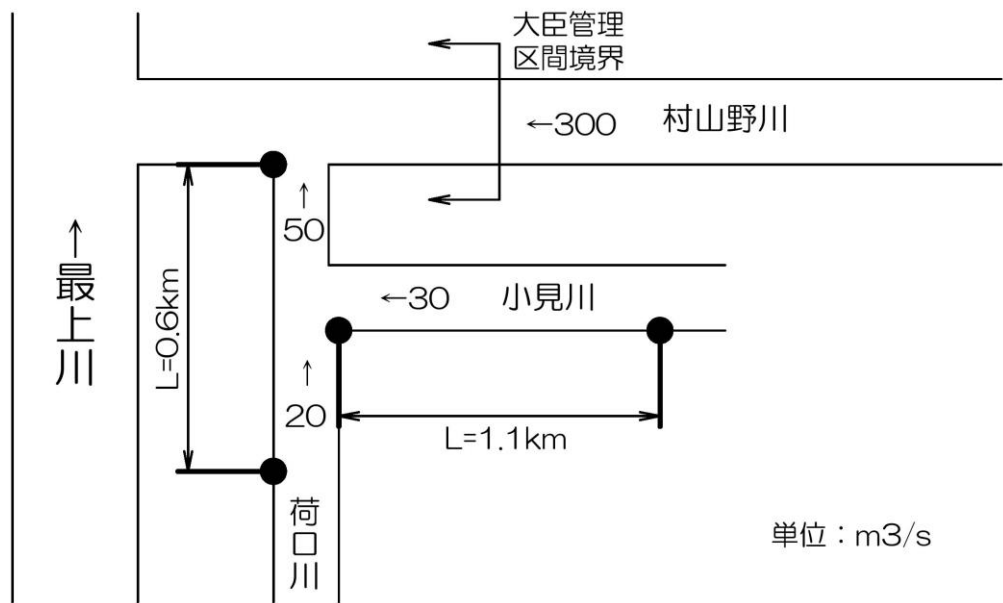 大臣管理
区間境界
←300 村山野川
↑
50
↑最上川
L=0.6km
←30 小見川
↑
20
L=1.1km
荷口川
単位：m3/s